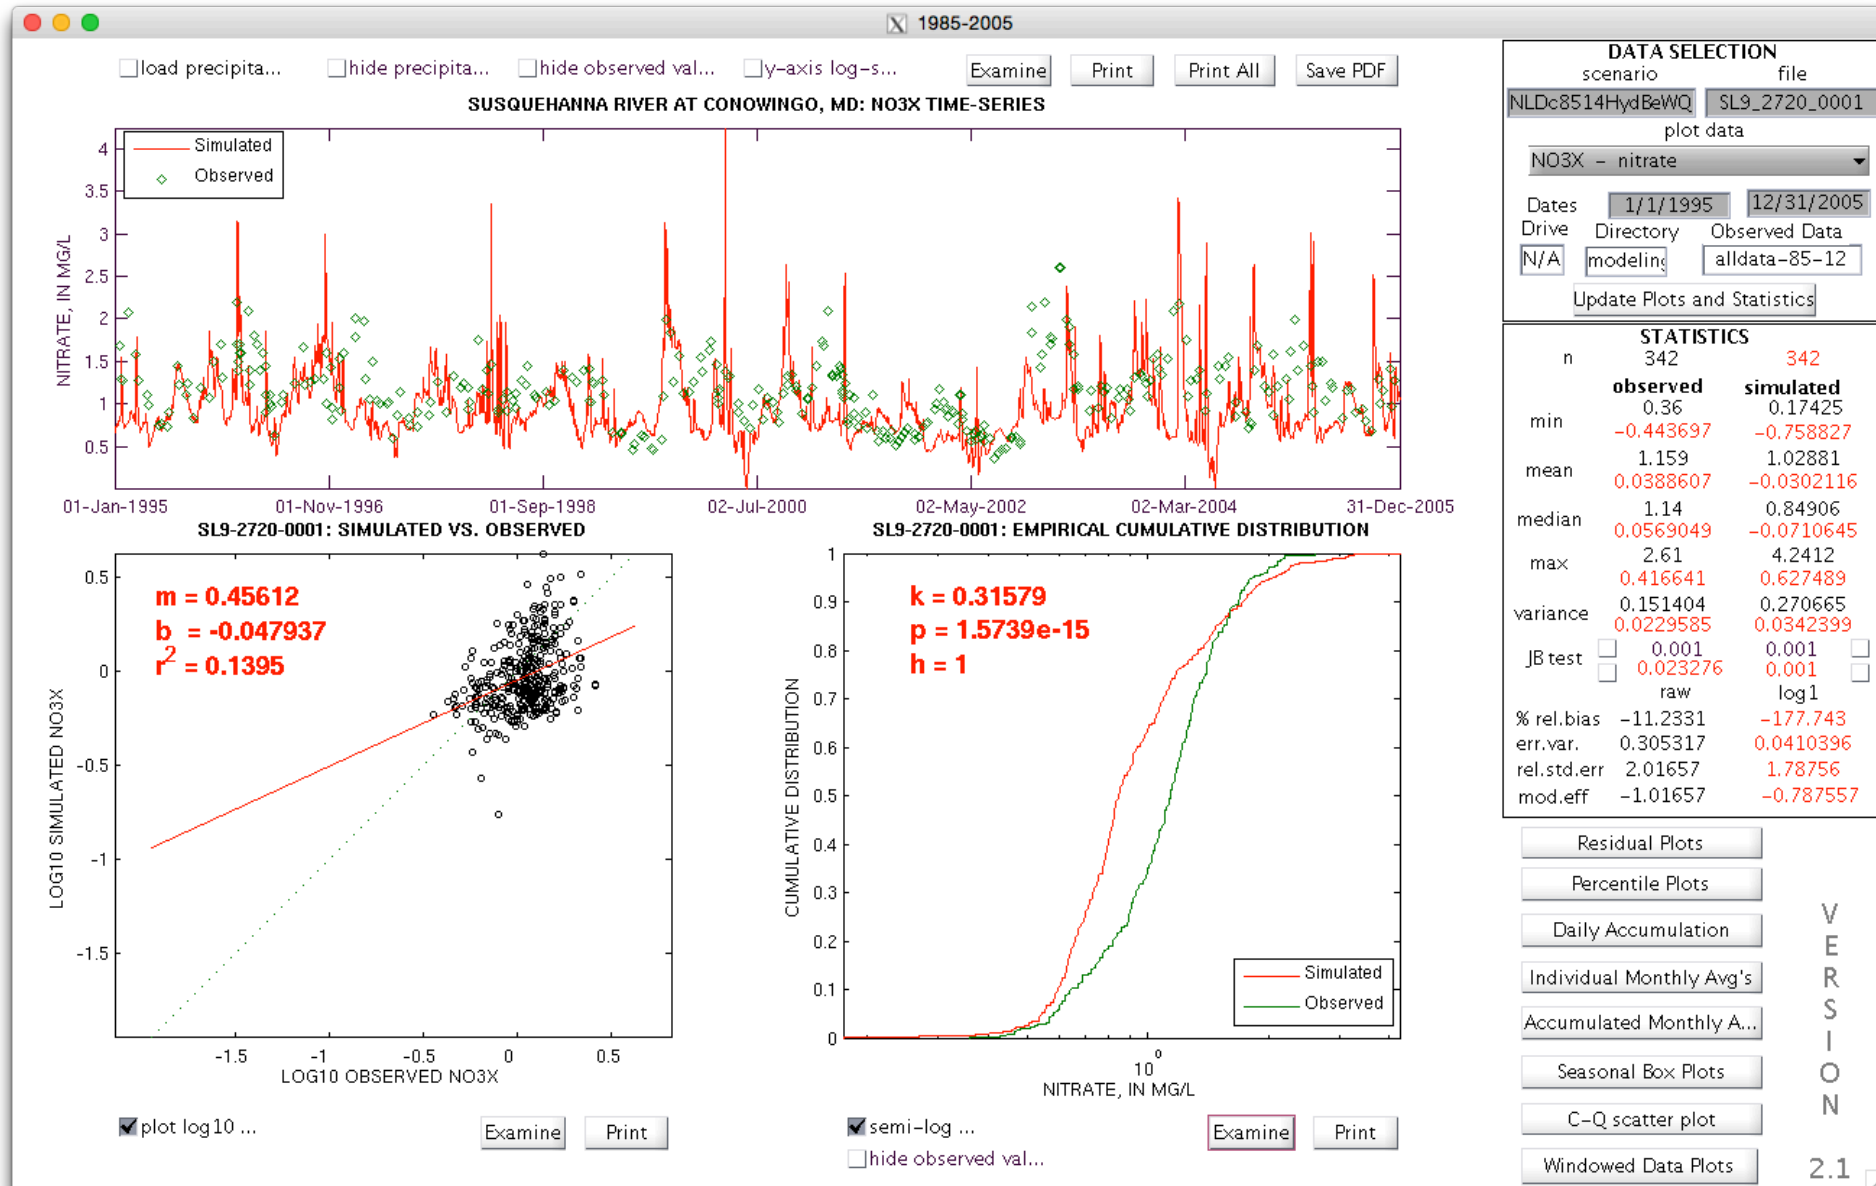 1985-2005
load precipita...
hide precipita...
hide observed val...
y-axis log-s...
Examine
Print
Print All
Save PDF
SUSQUEHANNA RIVER AT CONOWINGO, MD: NO3X TIME-SERIES
NITRATE, IN MG/L
4
3.5
3
2.5
2
1.5
1
0.5
Simulated
Observed
01-Jan-1995
01-Nov-1996
01-Sep-1998
02-Jul-2000
02-May-2002
02-Mar-2004
31-Dec-2005
SL9-2720-0001: SIMULATED VS. OBSERVED
m = 0.45612
b = -0.047937
r2 = 0.1395
LOG10 SIMULATED NO3X
0.5
0
-0.5
-1
-1.5
-1.5
-1
-0.5
0
0.5
LOG10 OBSERVED NO3X
plot log10 ...
Examine
Print
SL9-2720-0001: EMPIRICAL CUMULATIVE DISTRIBUTION
k = 0.31579
p = 1.5739e-15
h = 1
CUMULATIVE DISTRIBUTION
1
0.9
0.8
0.7
0.6
0.5
0.4
0.3
0.2
0.1
0
Simulated
Observed
10^0
NITRATE, IN MG/L
semi-log ...
hide observed val...
Examine
Print
DATA SELECTION
scenario file
NLDc8514HydBeWQ SL9_2720_0001
plot data
NO3X - nitrate
Dates 1/1/1995 12/31/2005
Drive Directory Observed Data
N/A modeling alldata-85-12
Update Plots and Statistics
STATISTICS
n 342 342
observed simulated
min 0.36 0.17425
-0.443697 -0.758827
mean 1.159 1.02881
0.0388607 -0.0302116
median 1.14 0.84906
0.0569049 -0.0710645
max 2.61 4.2412
0.416641 0.627489
variance 0.151404 0.270665
0.0229585 0.0342399
JB test 0.001 0.001
0.023276 0.001
raw log1
% rel.bias -11.2331 -177.743
err.var. 0.305317 0.0410396
rel.std.err 2.01657 1.78756
mod.eff -1.01657 -0.787557
Residual Plots
Percentile Plots
Daily Accumulation
Individual Monthly Avg's
Accumulated Monthly A...
Seasonal Box Plots
C-Q scatter plot
Windowed Data Plots
VERSION
2.1